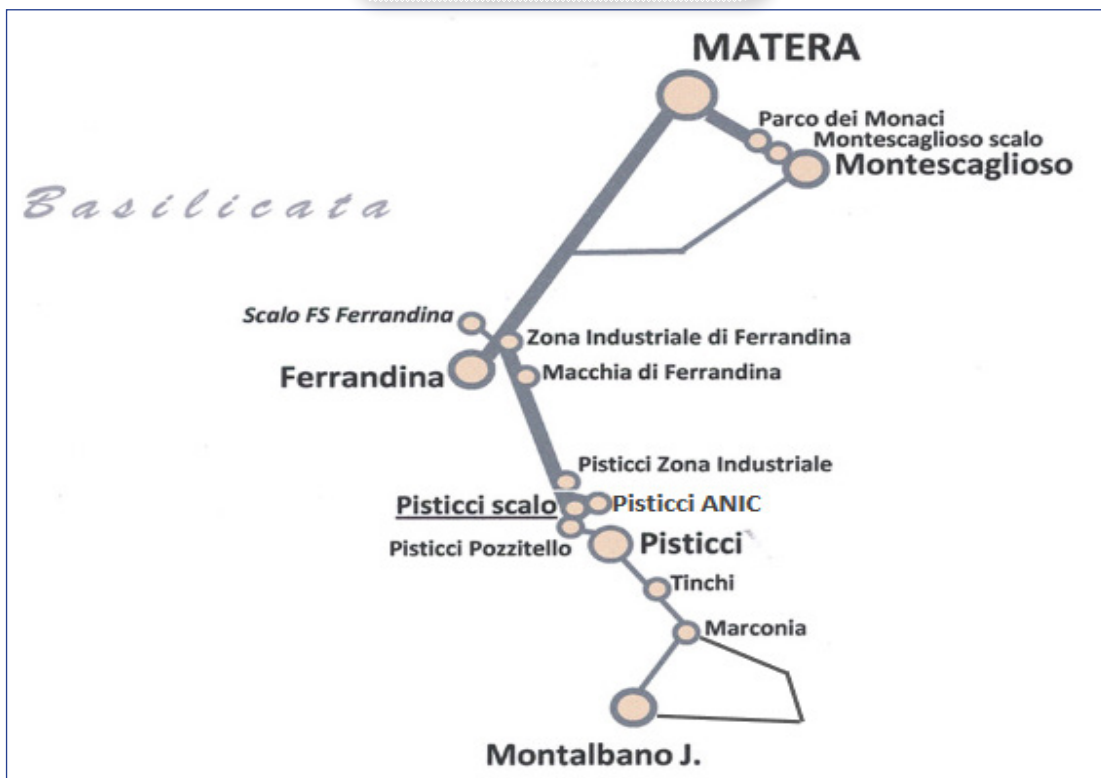 MATERA
Parco dei Monaci
Montescaglioso scalo
Montescaglioso
Basilicata
Scalo FS Ferrandina
Zona Industriale di Ferrandina
Ferrandina
Macchia di Ferrandina
Pisticci Zona Industriale
Pisticci scalo
Pisticci ANIC
Pisticci Pozzitello
Pisticci
Tinchi
Marconia
Montalbano J.